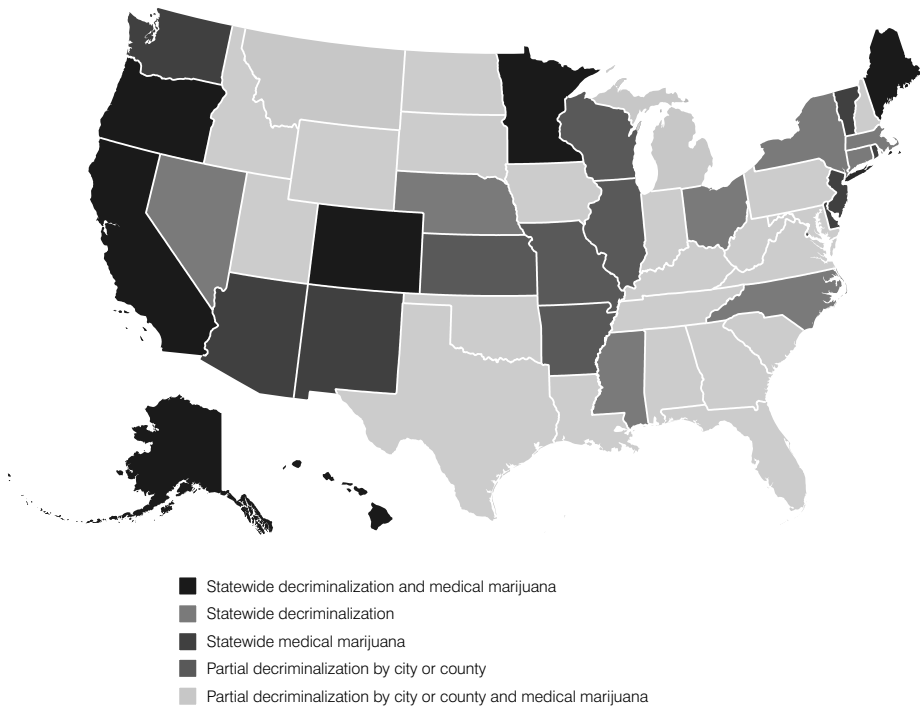 Statewide decriminalization and medical marijuana
Statewide decriminalization
Statewide medical marijuana
Partial decriminalization by city or county
Partial decriminalization by city or county and medical marijuana